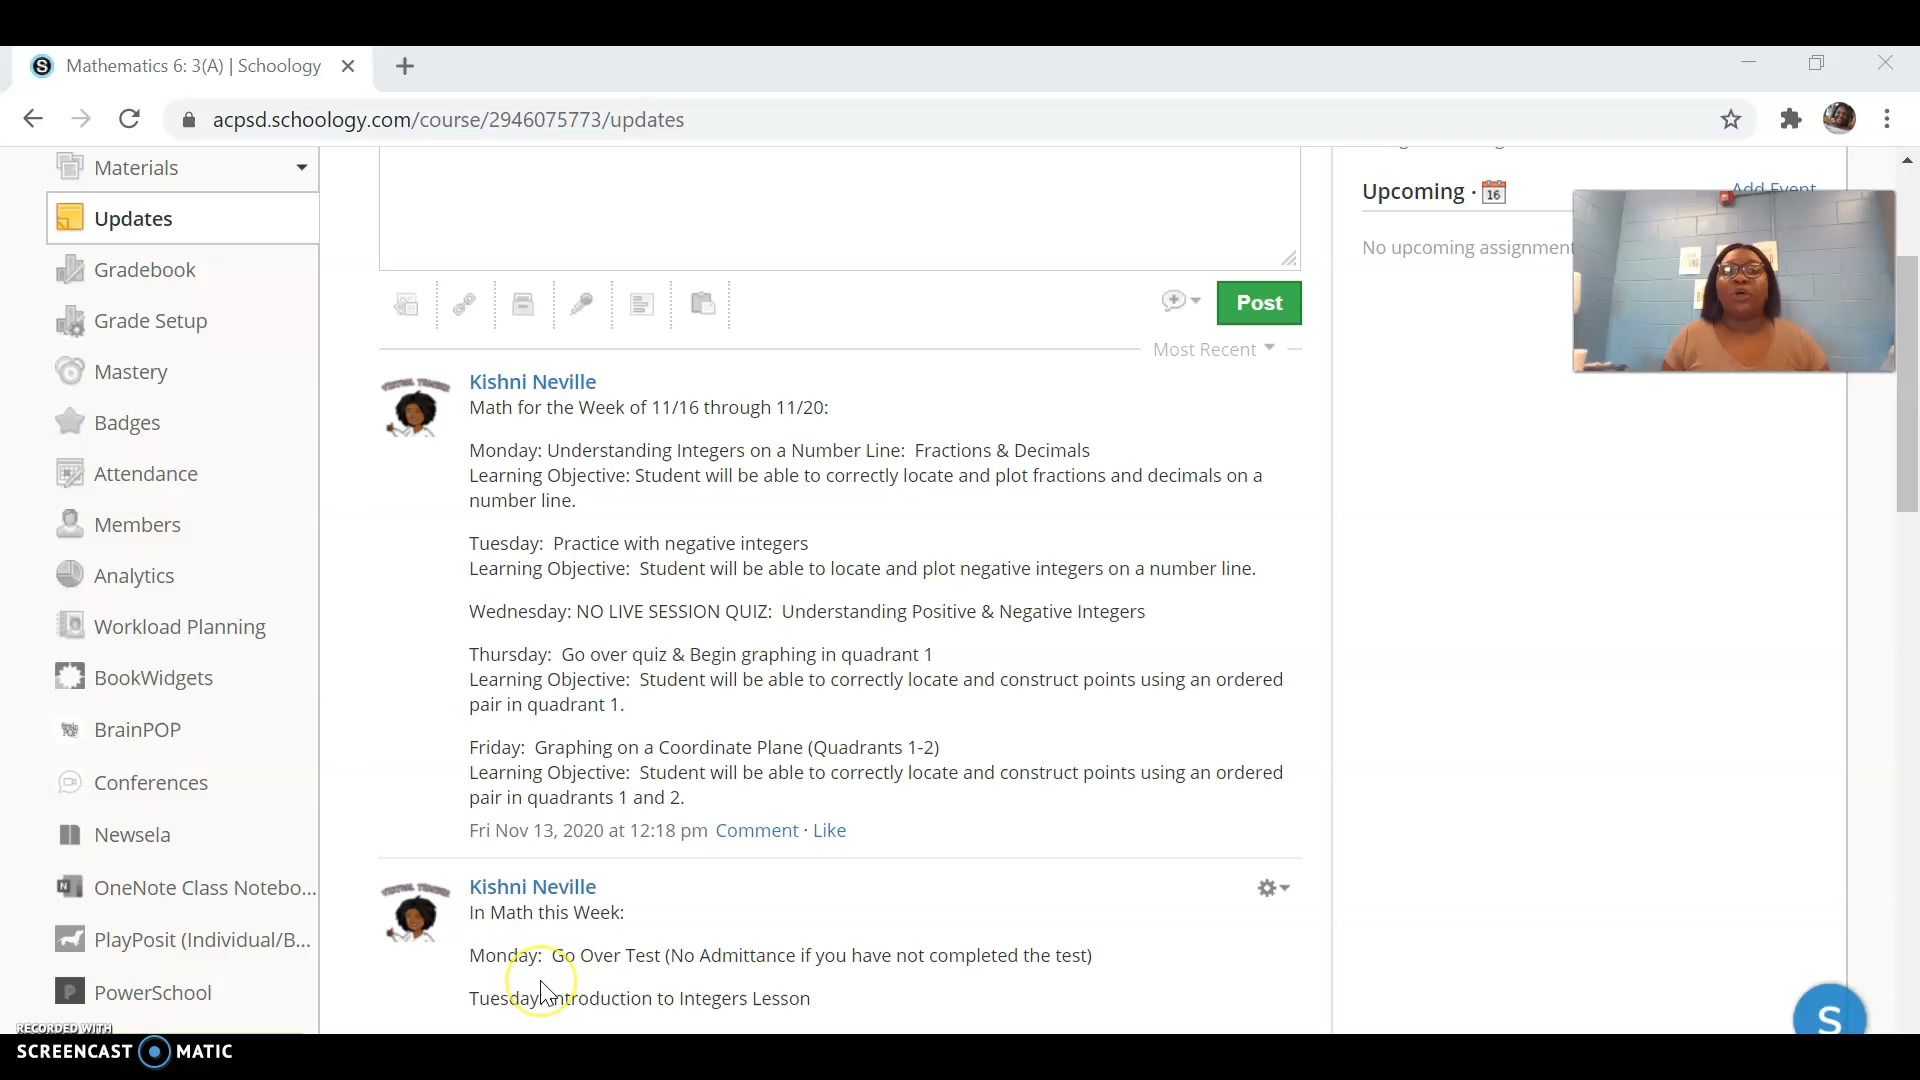 Mathematics 6: 3(A) | Schoology
acpsd.schoology.com/course/2946075773/updates
Materials
Updates
Gradebook
Grade Setup
Mastery
Badges
Attendance
Members
Analytics
Workload Planning
BookWidgets
BrainPOP
Conferences
Newsela
OneNote Class Notebo...
PlayPosit (Individual/B...
PowerSchool
Post
Most Recent
Kishni Neville
Math for the Week of 11/16 through 11/20:
Monday: Understanding Integers on a Number Line:  Fractions & Decimals
Learning Objective: Student will be able to correctly locate and plot fractions and decimals on a
number line.
Tuesday:  Practice with negative integers
Learning Objective:  Student will be able to locate and plot negative integers on a number line.
Wednesday: NO LIVE SESSION QUIZ:  Understanding Positive & Negative Integers
Thursday:  Go over quiz & Begin graphing in quadrant 1
Learning Objective:  Student will be able to correctly locate and construct points using an ordered
pair in quadrant 1.
Friday:  Graphing on a Coordinate Plane (Quadrants 1-2)
Learning Objective:  Student will be able to correctly locate and construct points using an ordered
pair in quadrants 1 and 2.
Fri Nov 13, 2020 at 12:18 pm Comment · Like
Kishni Neville
In Math this Week:
Monday:  Go Over Test (No Admittance if you have not completed the test)
Tuesday Introduction to Integers Lesson
Upcoming · 16
Add Event
No upcoming assignment
S
RECORDED WITH
SCREENCAST MATIC